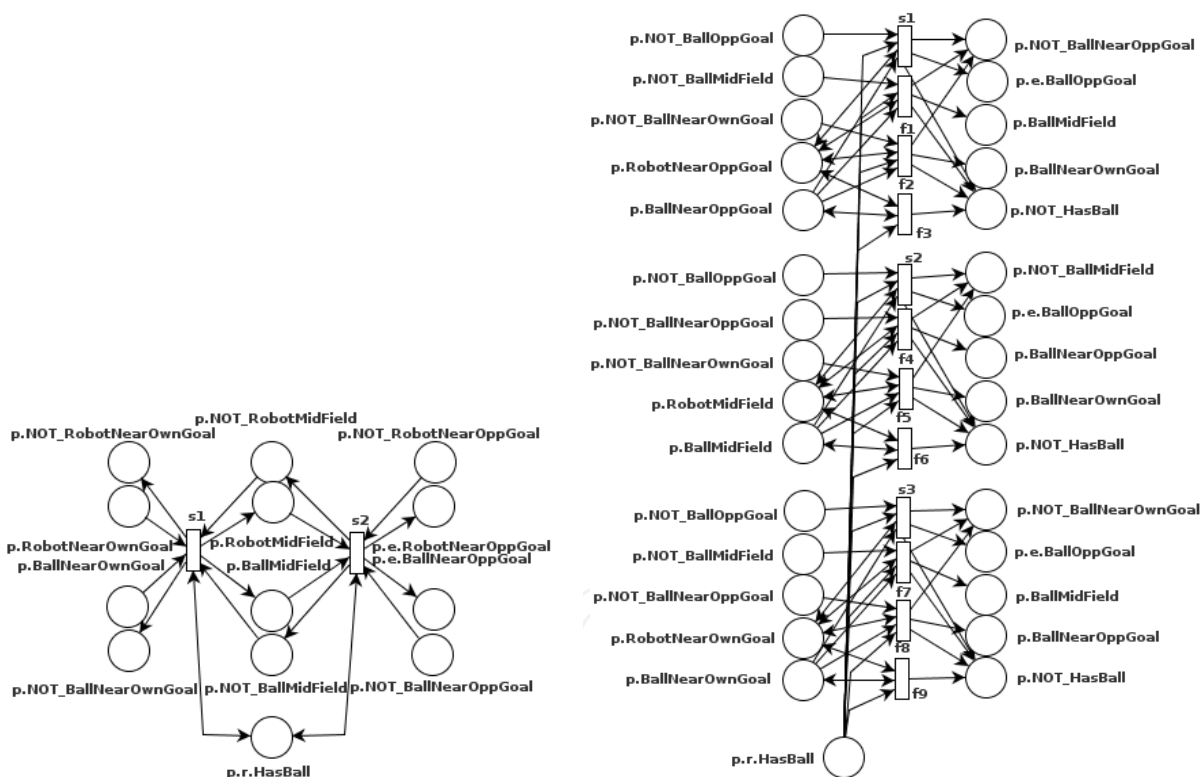 p.NOT_RobotMidField
p.NOT_RobotNearOwnGoal
p.NOT_RobotNearOppGoal
s1
s2
p.RobotNearOwnGoal
p.RobotMidField
p.e.RobotNearOppGoal
p.BallNearOwnGoal
p.BallMidField
p.e.BallNearOppGoal
p.NOT_BallNearOwnGoal
p.NOT_BallMidField
p.NOT_BallNearOppGoal
p.r.HasBall
p.NOT_BallOppGoal
p.NOT_BallMidField
p.NOT_BallNearOwnGoal
p.RobotNearOppGoal
p.BallNearOppGoal
s1
f1
f2
f3
p.NOT_BallNearOppGoal
p.e.BallOppGoal
p.BallMidField
p.BallNearOwnGoal
p.NOT_HasBall
p.NOT_BallOppGoal
p.NOT_BallNearOppGoal
p.NOT_BallNearOwnGoal
p.RobotMidField
p.BallMidField
s2
f4
f5
f6
p.NOT_BallMidField
p.e.BallOppGoal
p.BallNearOppGoal
p.BallNearOwnGoal
p.NOT_HasBall
p.NOT_BallOppGoal
p.NOT_BallMidField
p.NOT_BallNearOppGoal
p.RobotNearOwnGoal
p.BallNearOwnGoal
s3
f7
f8
f9
p.NOT_BallNearOwnGoal
p.e.BallOppGoal
p.BallMidField
p.BallNearOppGoal
p.NOT_HasBall
p.r.HasBall